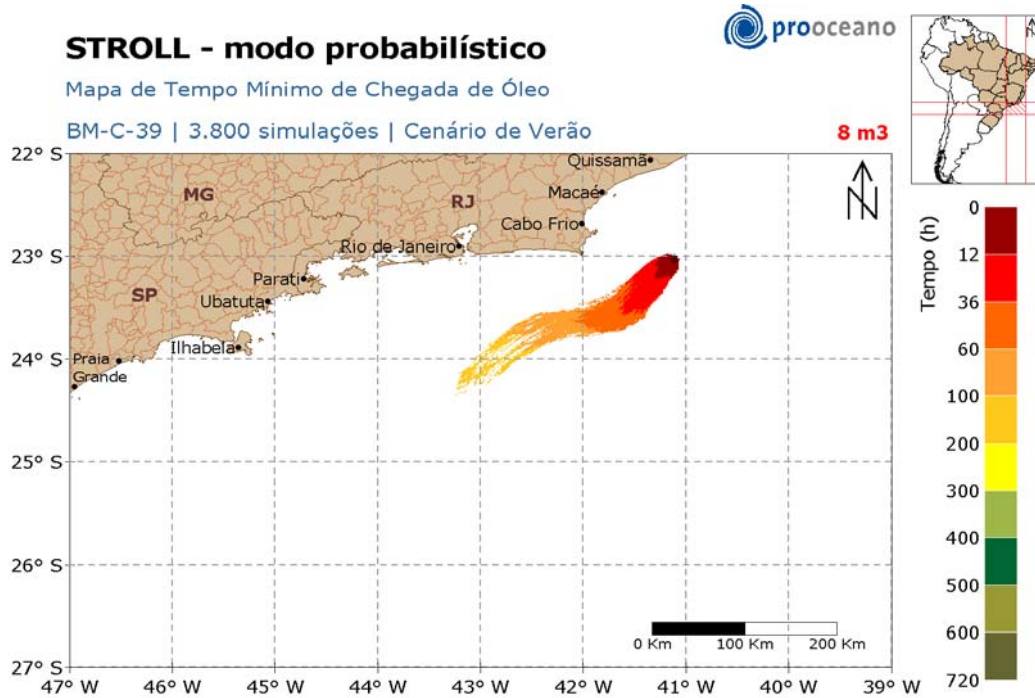 prooceano
N
STROLL - modo probabilístico
Mapa de Tempo Mínimo de Chegada de Óleo
BM-C-39 | 3.800 simulações | Cenário de Verão
8 m3
22° S
23° S
24° S
25° S
26° S
27° S
47° W
46° W
45° W
44° W
43° W
42° W
41° W
40° W
39° W
MG
RJ
SP
Quissamã
Macaé
Cabo Frio
Rio de Janeiro
Parati
Ubatuta
Ilhabela
Praia
Grande
N
0 Km
100 Km
200 Km
Tempo (h)
0
12
36
60
100
200
300
400
500
600
720